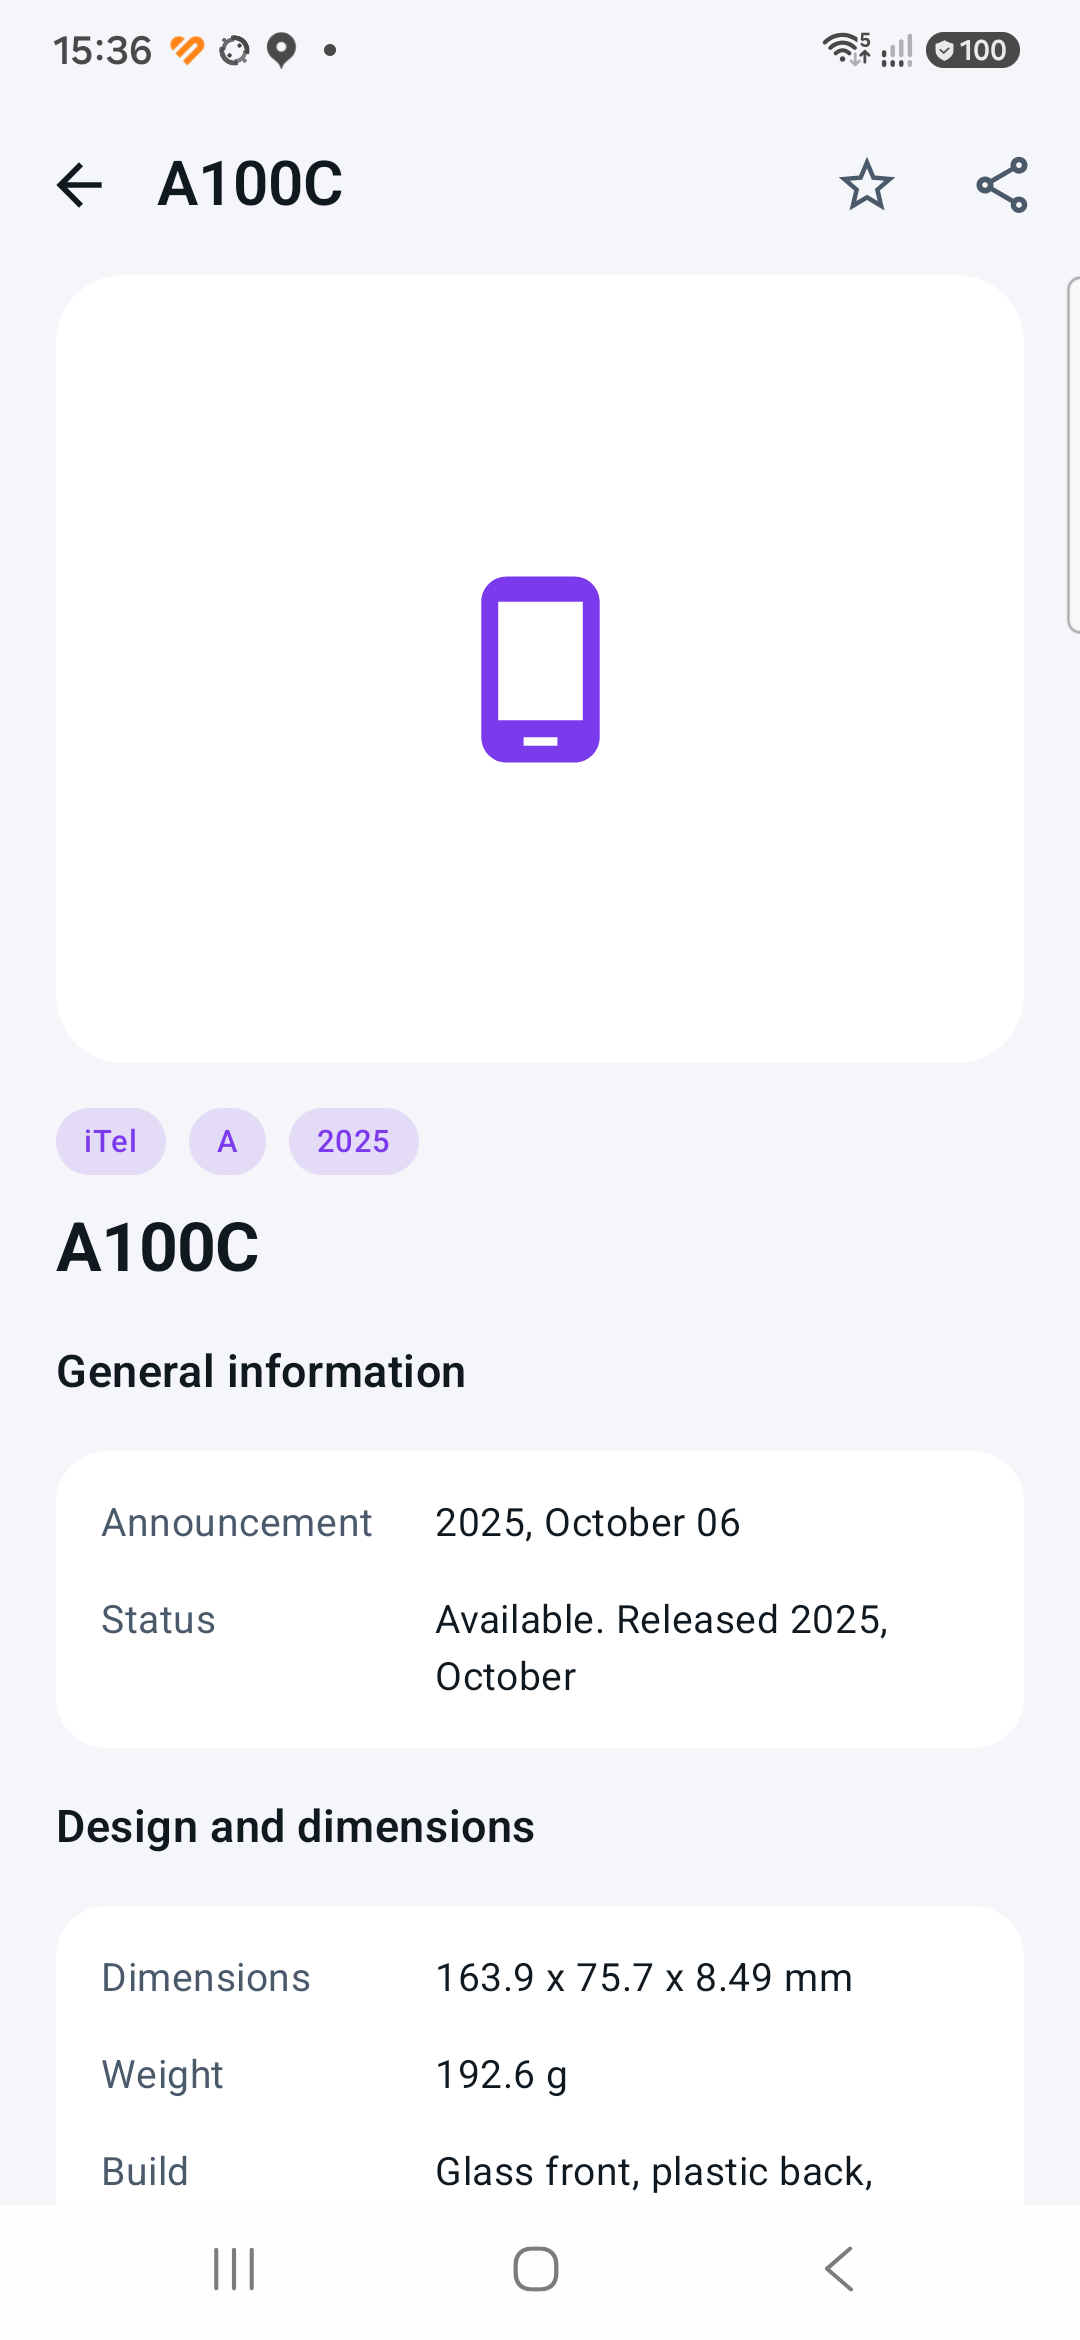 15:36
5
100
A100C
iTel
A
2025
A100C
General information
Announcement 2025, October 06
Status Available. Released 2025,
October
Design and dimensions
Dimensions 163.9 x 75.7 x 8.49 mm
Weight 192.6 g
Build Glass front, plastic back,